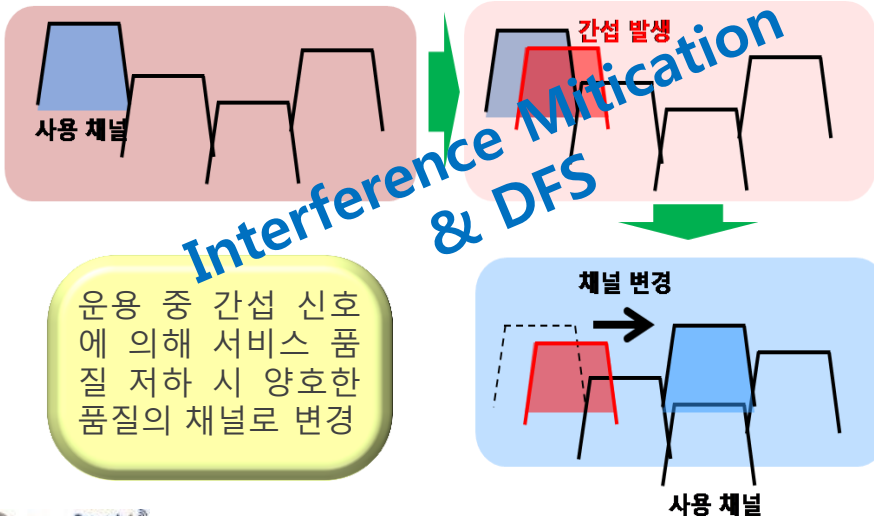 사용 채널
간섭 발생
Interference Mitication
& DFS
운용 중 간섭 신호
에 의해 서비스 품
질 저하 시 양호한
품질의 채널로 변경
채널 변경
사용 채널